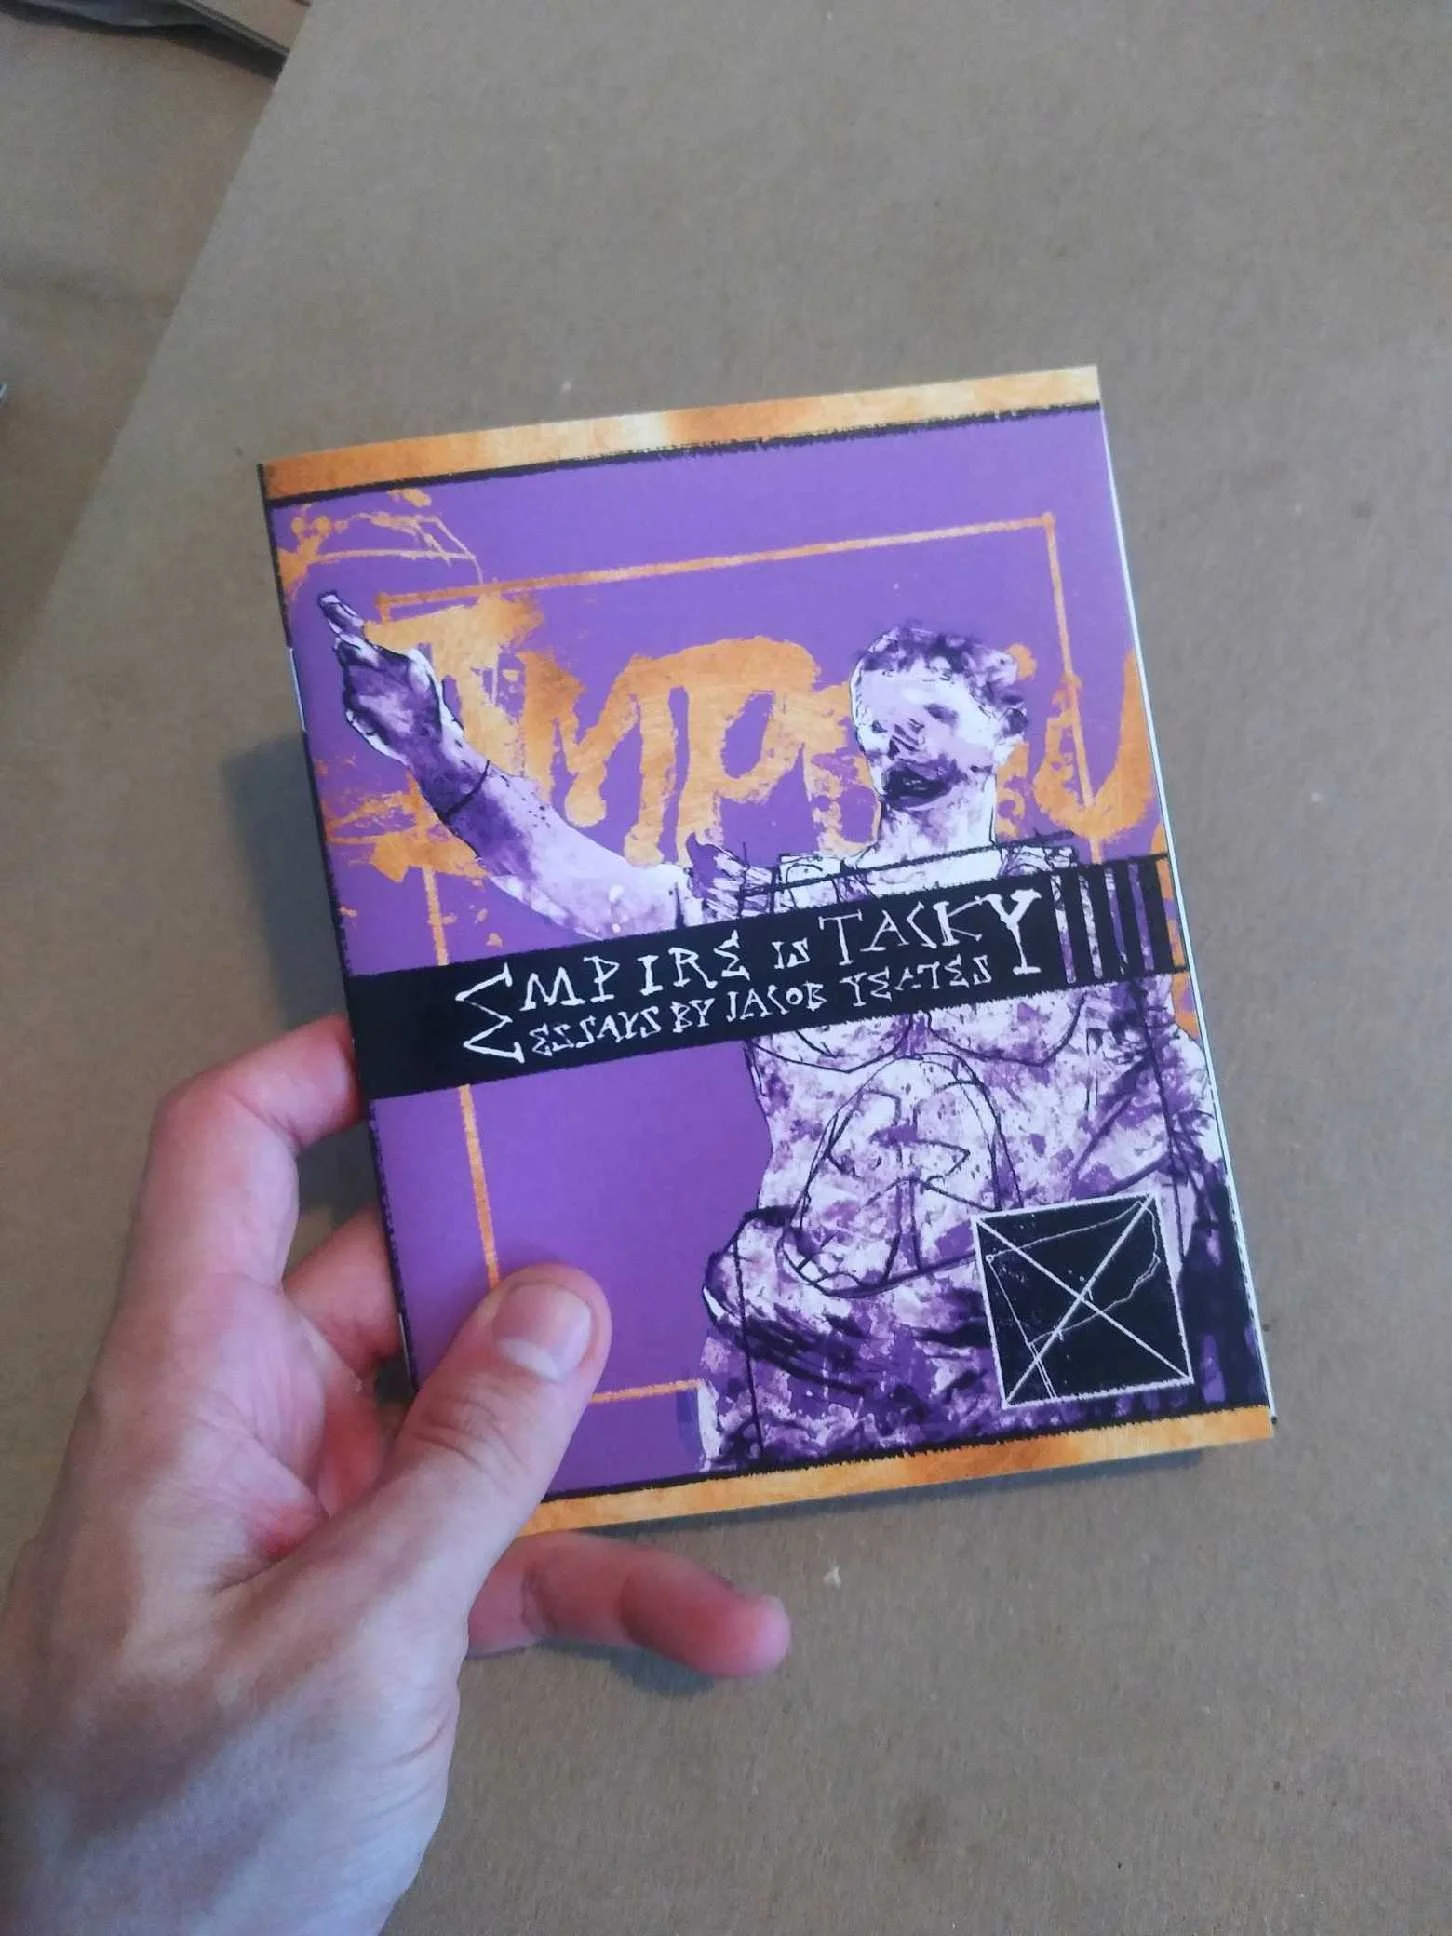 EMPIRE IS TACKY
ESSAYS BY JACOB YEATES